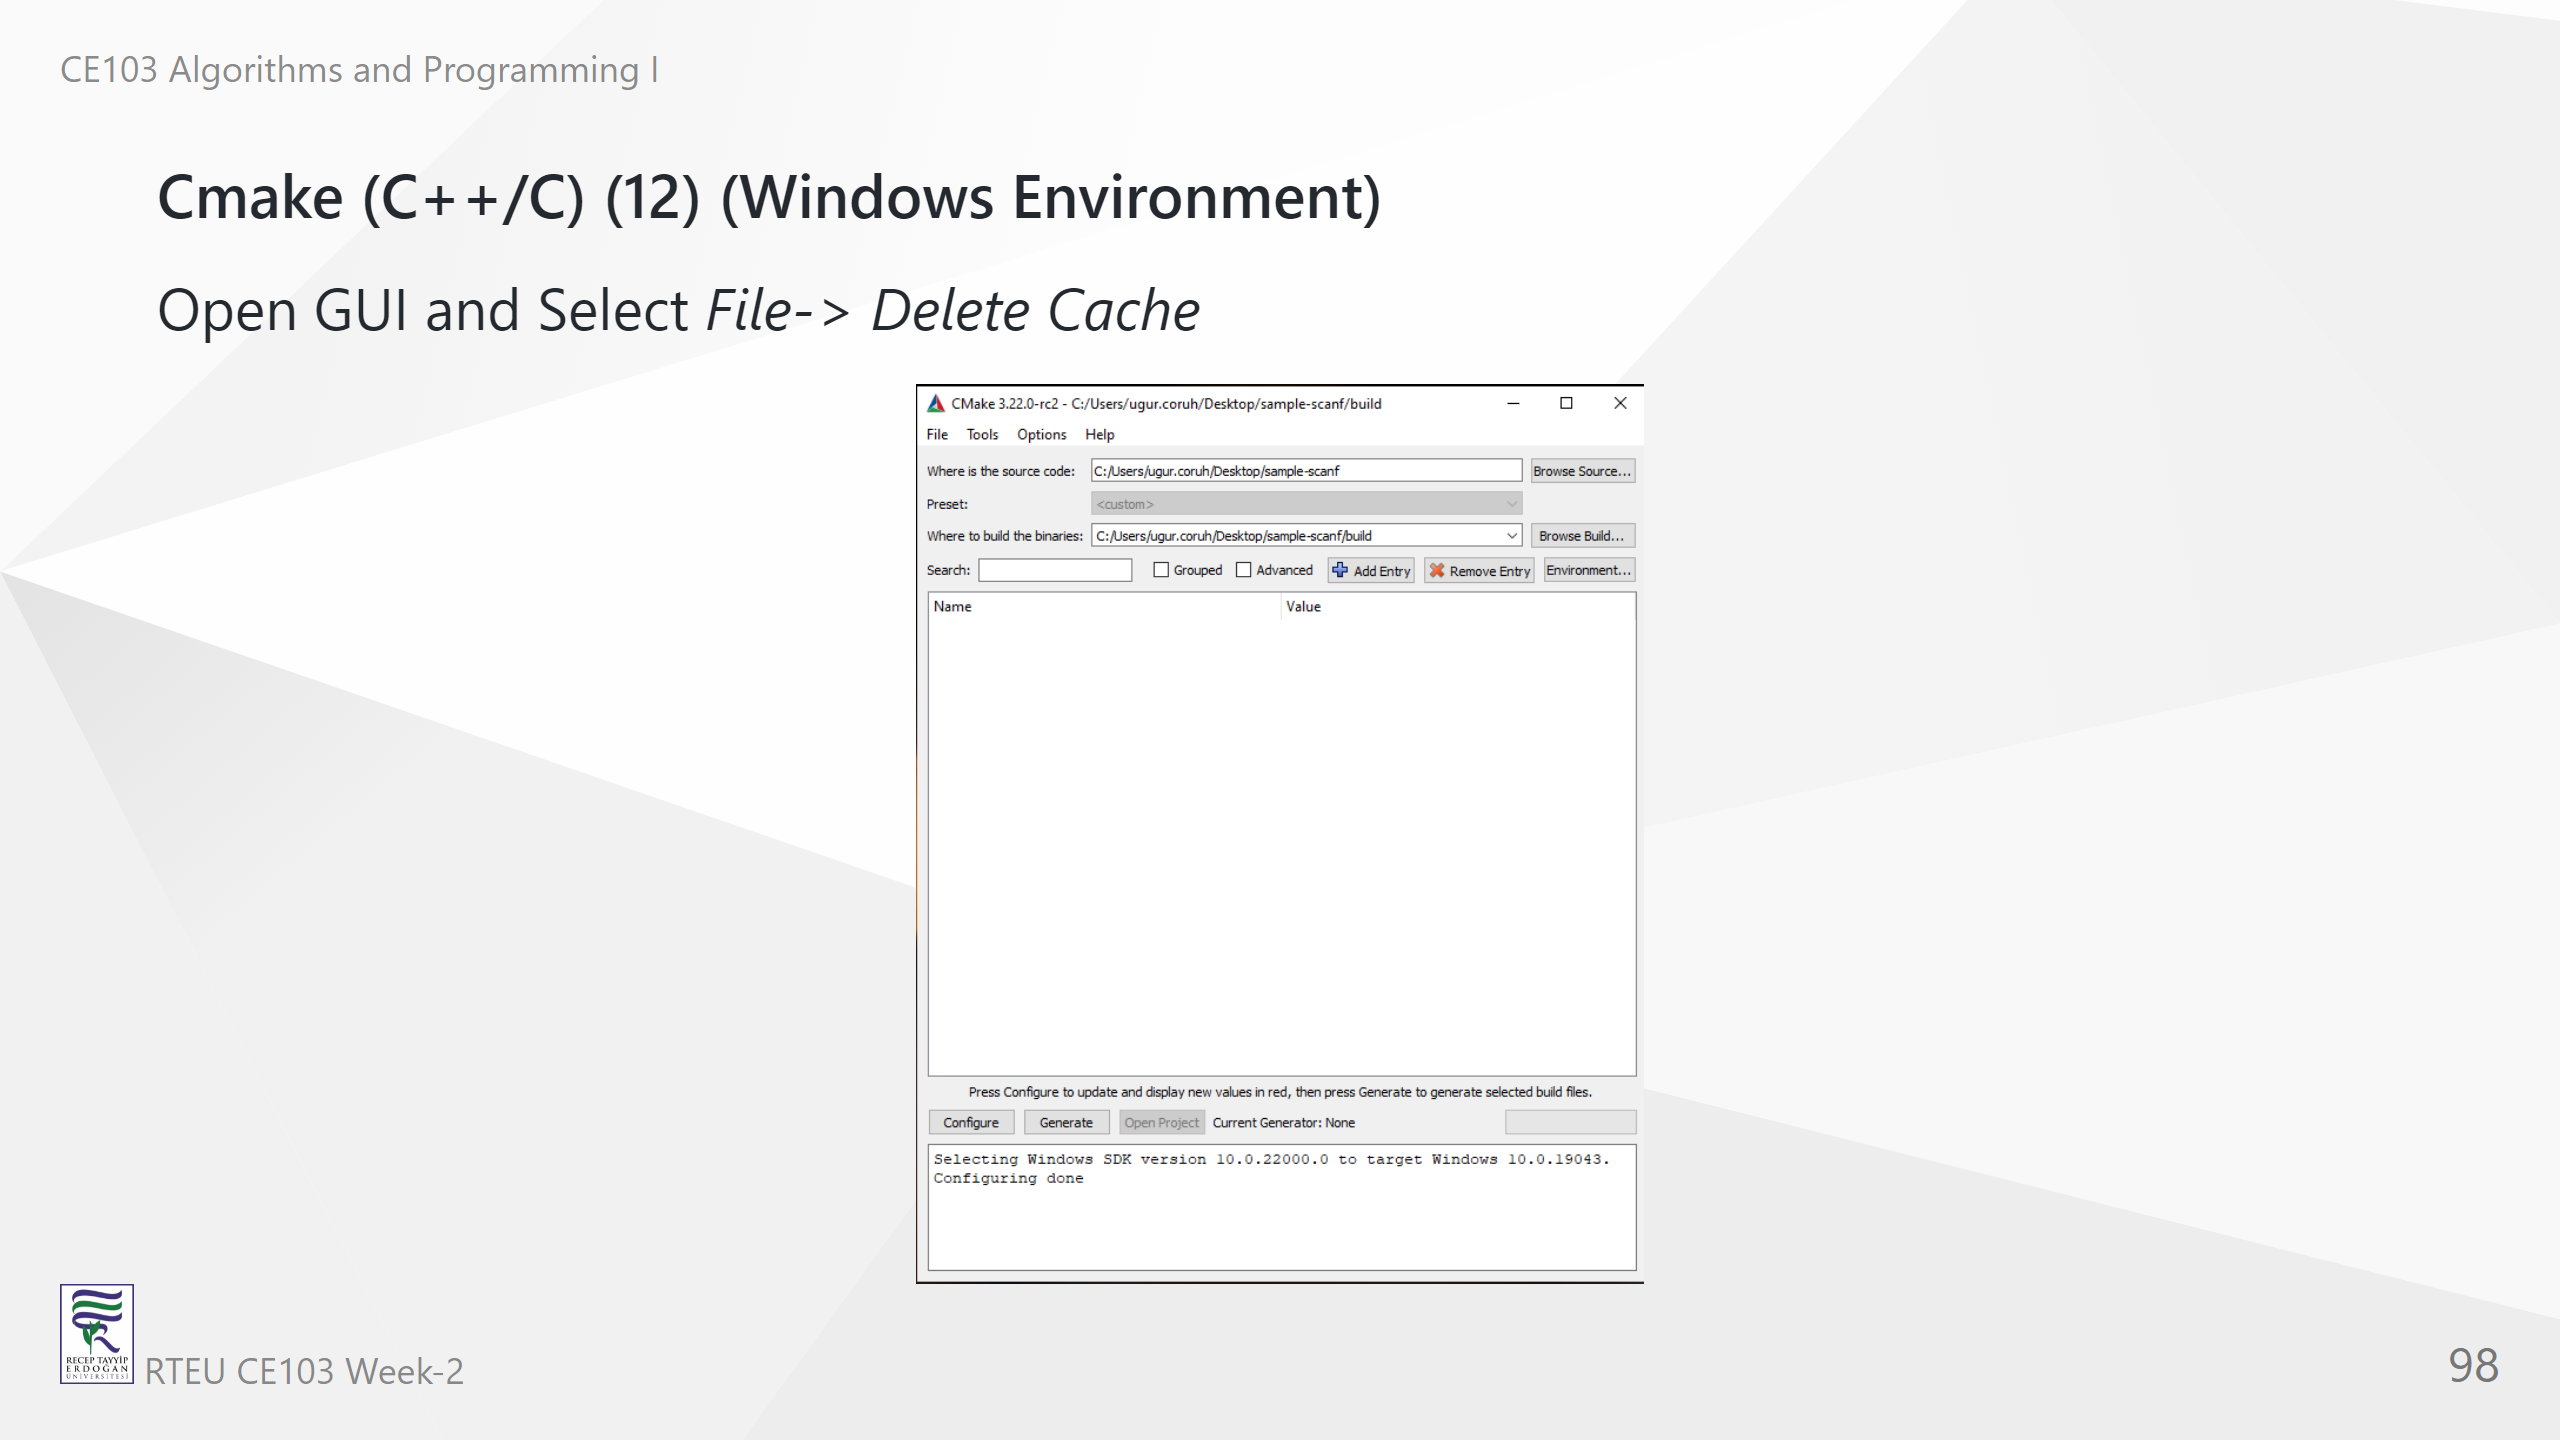 CE103 Algorithms and Programming I
Cmake (C++/C) (12) (Windows Environment)
Open GUI and Select File-> Delete Cache
CMake 3.22.0-rc2 - C:/Users/ugur.coruh/Desktop/sample-scanf/build
File Tools Options Help
Where is the source code: C:/Users/ugur.coruh/Desktop/sample-scanf Browse Source...
Preset: <custom>
Where to build the binaries: C:/Users/ugur.coruh/Desktop/sample-scanf/build Browse Build...
Search: Grouped Advanced Add Entry Remove Entry Environment...
Name Value
Press Configure to update and display new values in red, then press Generate to generate selected build files.
Configure Generate Open Project Current Generator: None
Selecting Windows SDK version 10.0.22000.0 to target Windows 10.0.19043.
Configuring done
RECEP TAYYİP
ERDOĞAN
ÜNİVERSİTESİ
RTEU CE103 Week-2
98